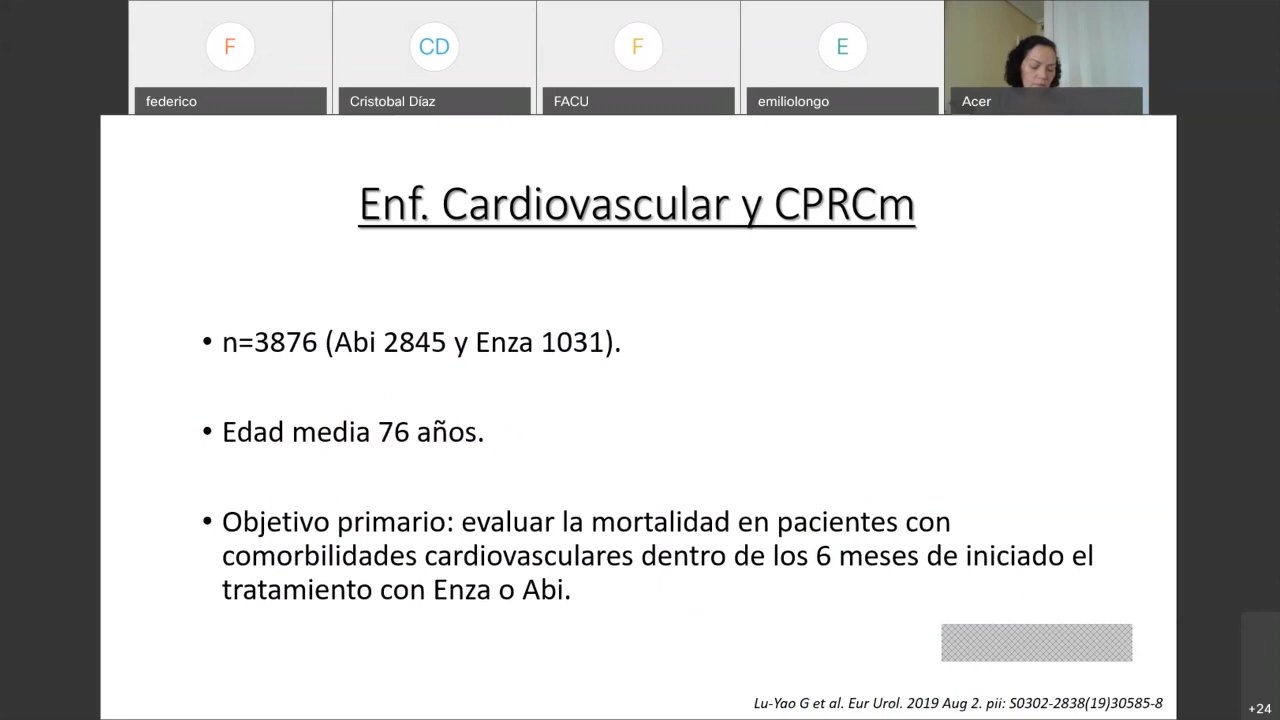 F
CD
F
E
federico
Cristobal Díaz
FACU
emiliolongo
Acer
Enf. Cardiovascular y CPRCm
• n=3876 (Abi 2845 y Enza 1031).
• Edad media 76 años.
• Objetivo primario: evaluar la mortalidad en pacientes con
comorbilidades cardiovasculares dentro de los 6 meses de iniciado el
tratamiento con Enza o Abi.
Lu-Yao G et al. Eur Urol. 2019 Aug 2. pii: S0302-2838(19)30585-8
+24